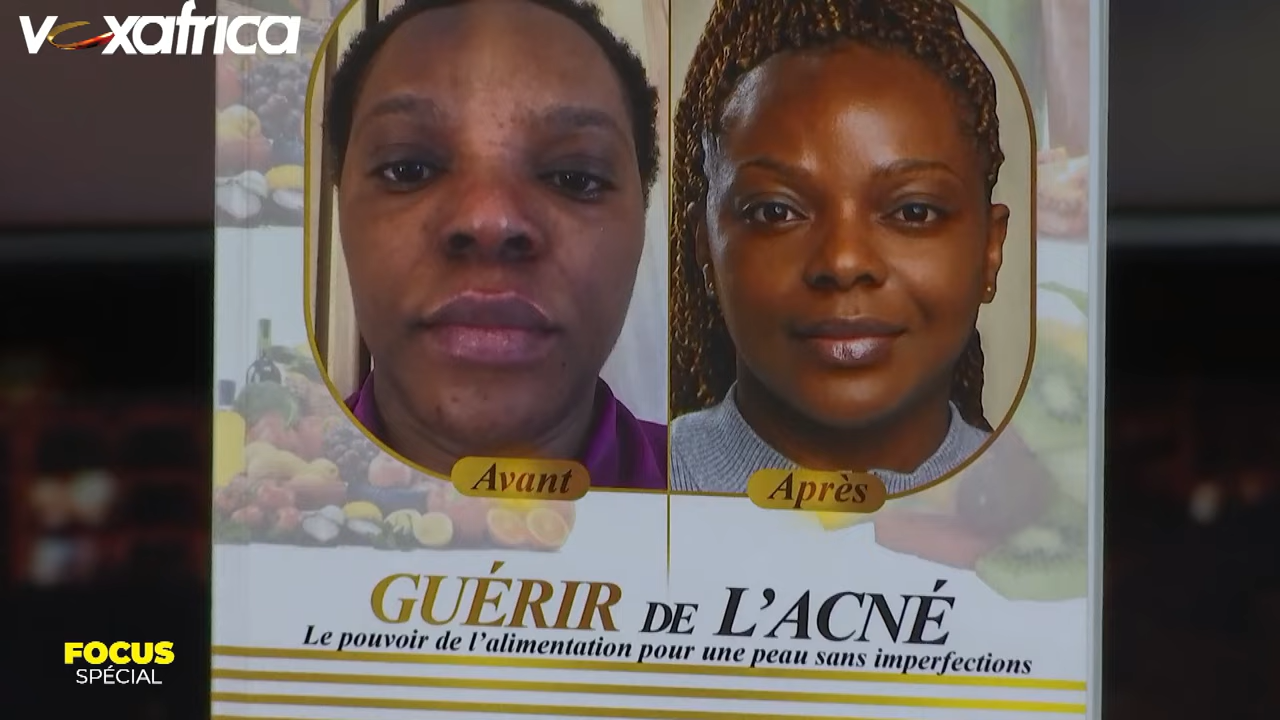 voxafrica
Avant
Après
GUÉRIR DE L'ACNÉ
Le pouvoir de l'alimentation pour une peau sans imperfections
FOCUS
SPÉCIAL